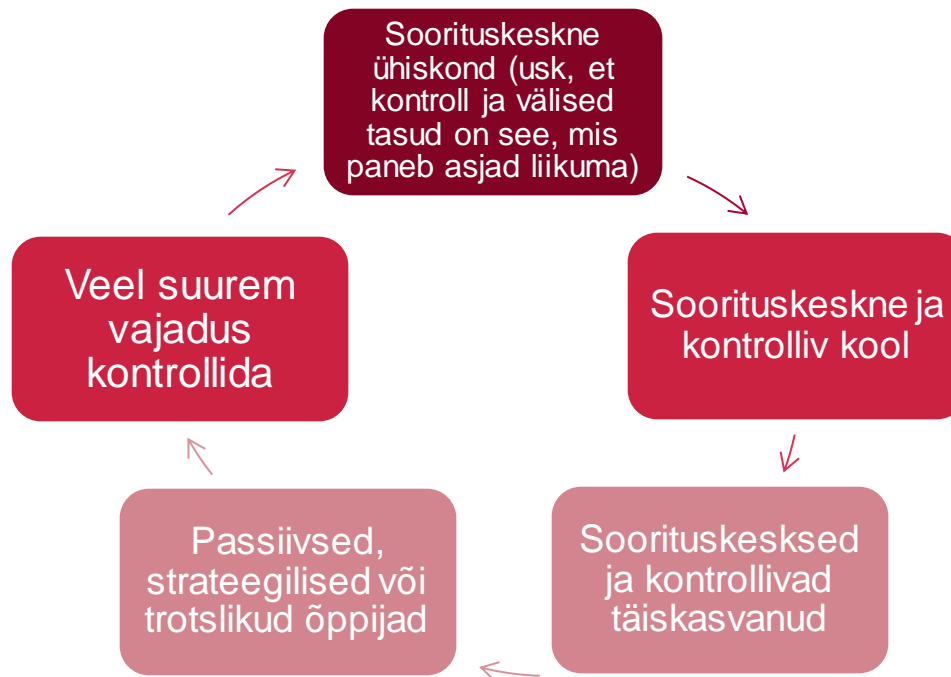 Soorituskeskne
ühiskond (usk, et
kontroll ja välised
tasud on see, mis
paneb asjad liikuma)
Soorituskeskne ja
kontrolliv kool
Soorituskesksed
ja kontrollivad
täiskasvanud
Passiivsed,
strateegilised või
trotslikud õppijad
Veel suurem
vajadus
kontrollida